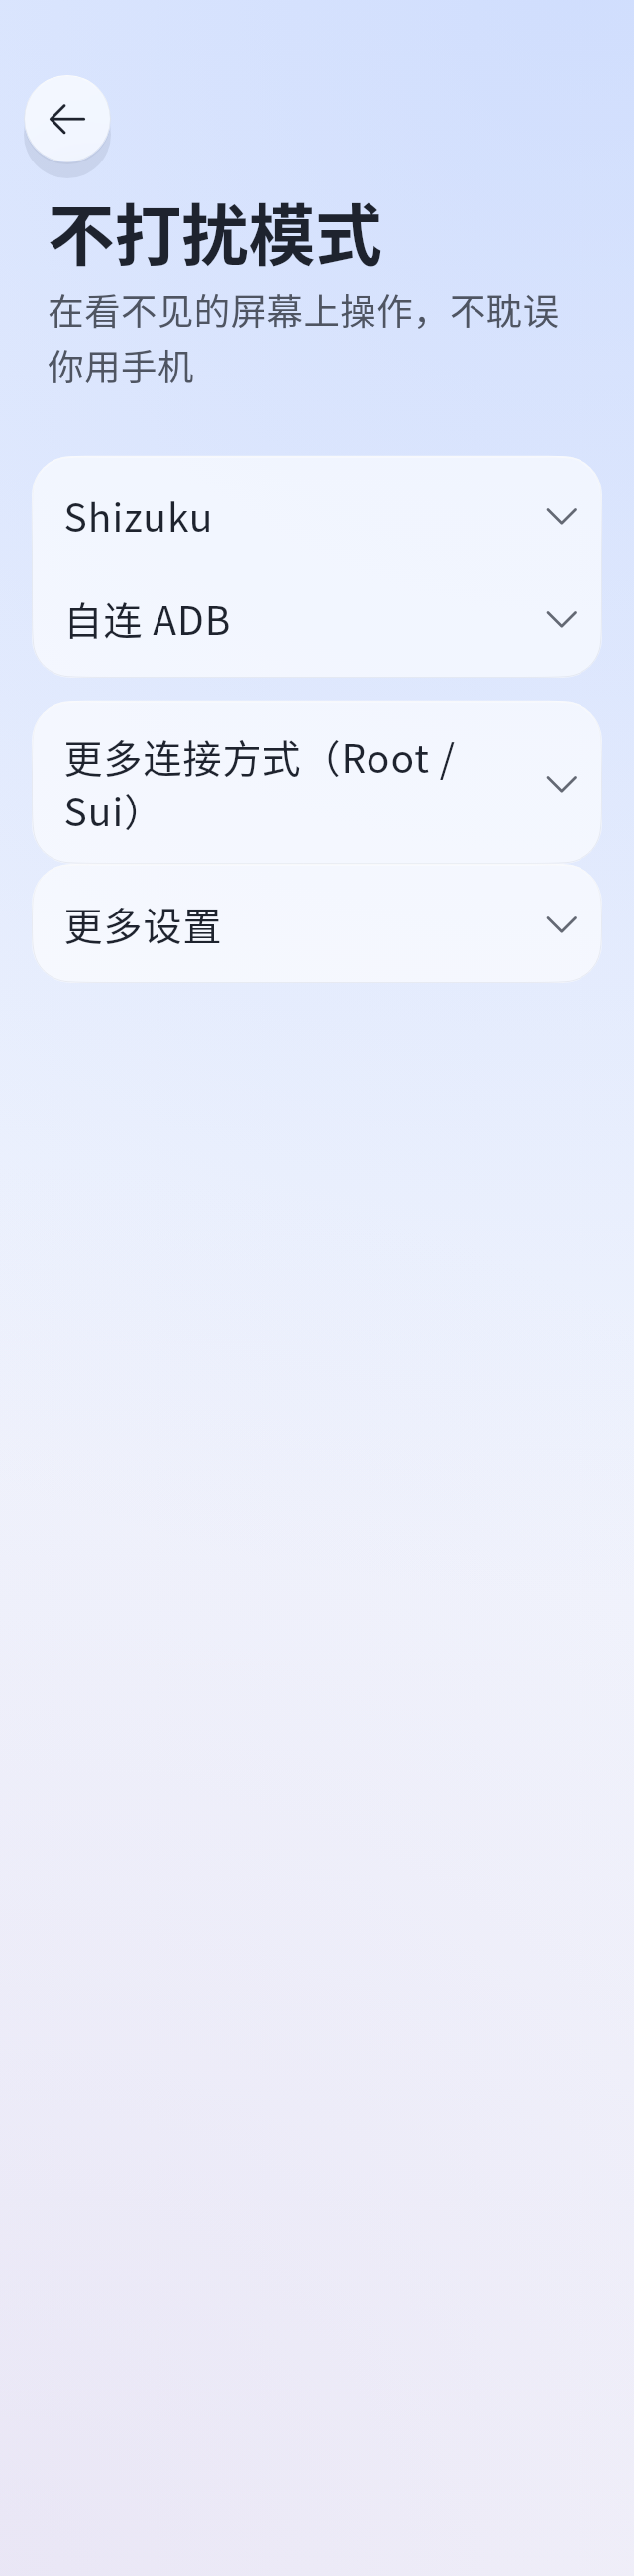 不打扰模式
在看不见的屏幕上操作，不耽误
你用手机
Shizuku
自连 ADB
更多连接方式（Root /
Sui）
更多设置